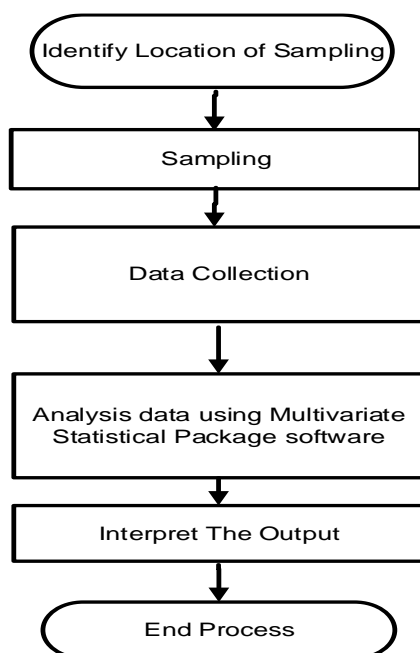 Identify Location of Sampling
Sampling
Data Collection
Analysis data using Multivariate
Statistical Package software
Interpret The Output
End Process